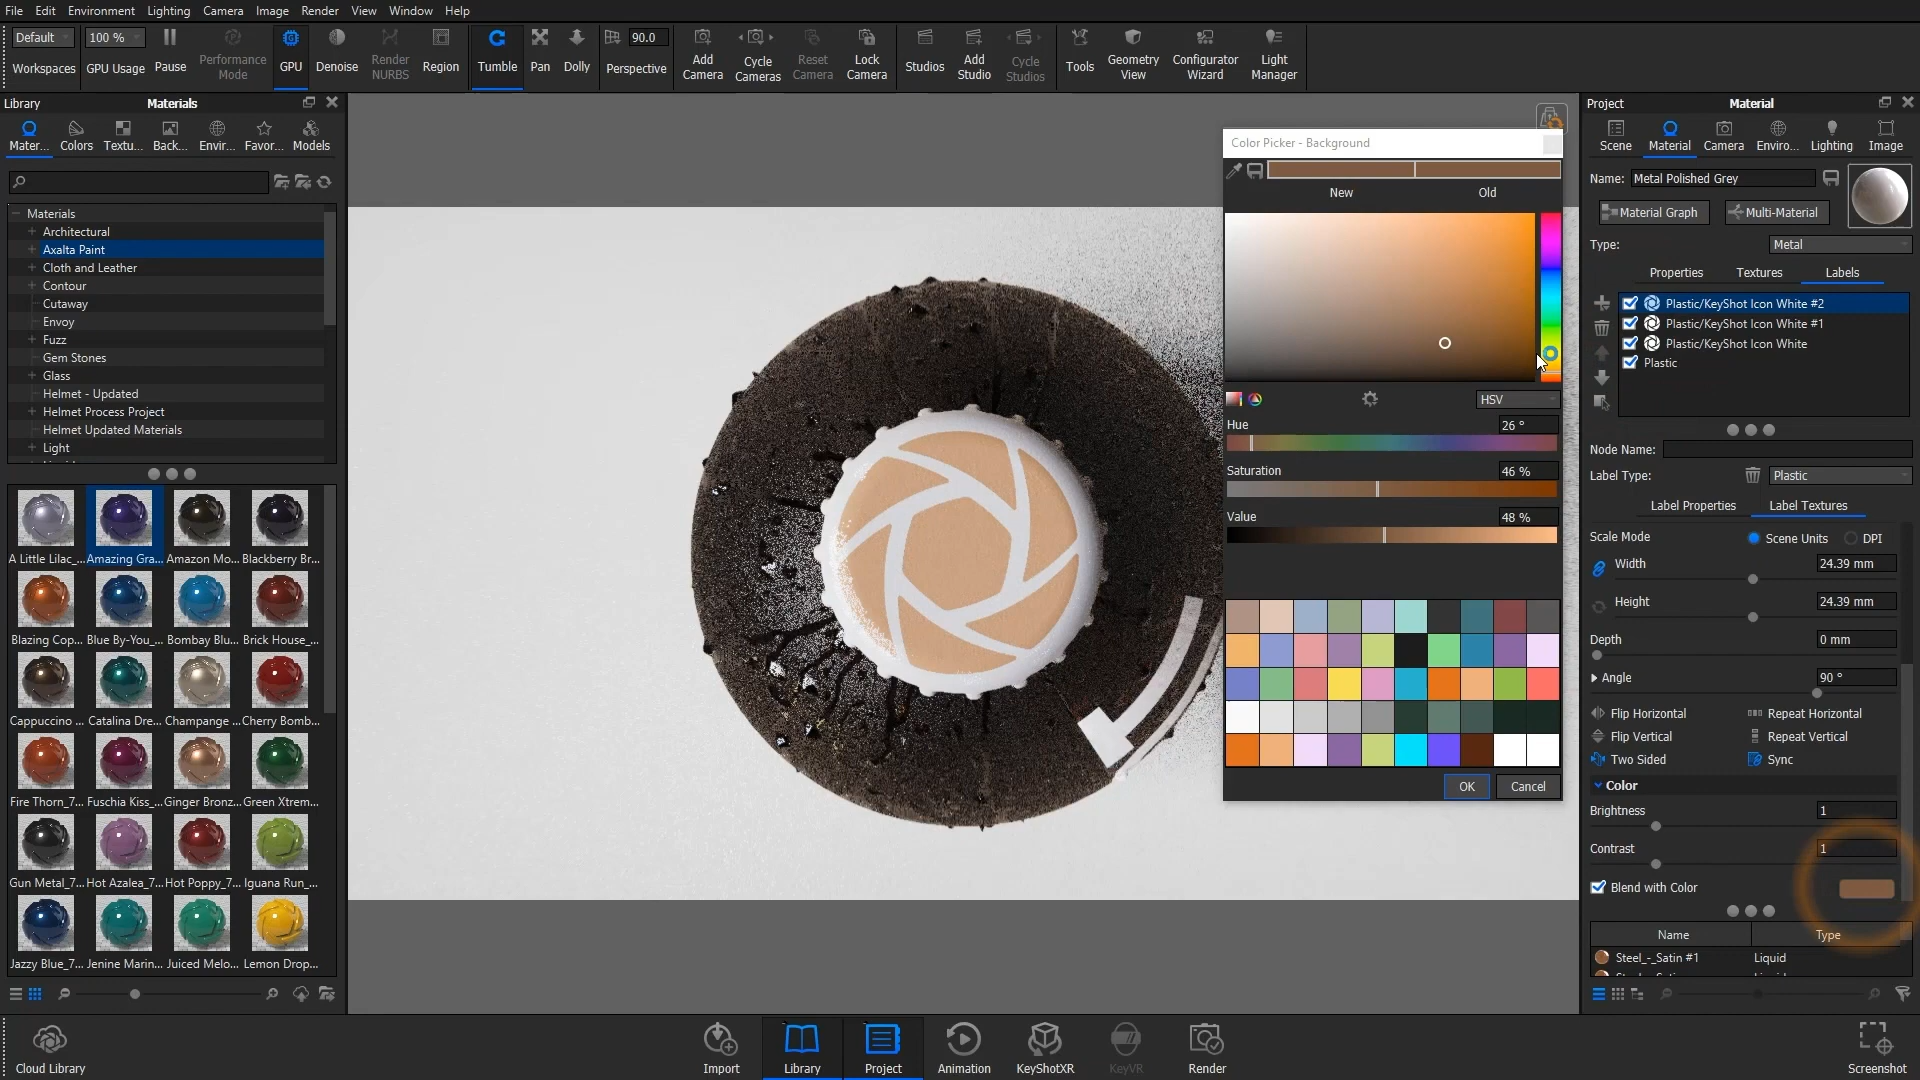 File Edit Environment Lighting Camera Image Render View Window Help
Default 100 % 90.0
Workspaces GPU Usage Pause Performance Mode GPU Denoise Render NURBS Region Tumble Pan Dolly Perspective Add Camera Cycle Cameras Reset Camera Lock Camera Studios Add Studio Cycle Studios Tools Geometry View Configurator Wizard Light Manager
Library Materials
Mater... Colors Textu... Back... Envir... Favor... Models
Materials
Architectural
Axalta Paint
Cloth and Leather
Contour
Cutaway
Envoy
Fuzz
Gem Stones
Glass
Helmet - Updated
Helmet Process Project
Helmet Updated Materials
Light
A Little Lilac_... Amazing Gra... Amazon Mo... Blackberry Br...
Blazing Cop... Blue By-You_... Bombay Blu... Brick House_...
Cappuccino ... Catalina Dre... Champange ... Cherry Bomb...
Fire Thorn_7... Fuschia Kiss_... Ginger Bronz... Green Xtrem...
Gun Metal_7... Hot Azalea_7... Hot Poppy_7... Iguana Run_...
Jazzy Blue_7... Jenine Marin... Juiced Melo... Lemon Drop...
Color Picker - Background
New Old
HSV
Hue 26 °
Saturation 46 %
Value 48 %
OK Cancel
Project Material
Scene Material Camera Enviro... Lighting Image
Name: Metal Polished Grey
Material Graph Multi-Material
Type: Metal
Properties Textures Labels
Plastic/KeyShot Icon White #2
Plastic/KeyShot Icon White #1
Plastic/KeyShot Icon White
Plastic
Node Name:
Label Type: Plastic
Label Properties Label Textures
Scale Mode Scene Units DPI
Width 24.39 mm
Height 24.39 mm
Depth 0 mm
Angle 90 °
Flip Horizontal Repeat Horizontal
Flip Vertical Repeat Vertical
Two Sided Sync
Color
Brightness 1
Contrast 1
Blend with Color
Name Type
Steel_-_Satin #1 Liquid
Cloud Library Import Library Project Animation KeyShotXR KeyVR Render Screenshot